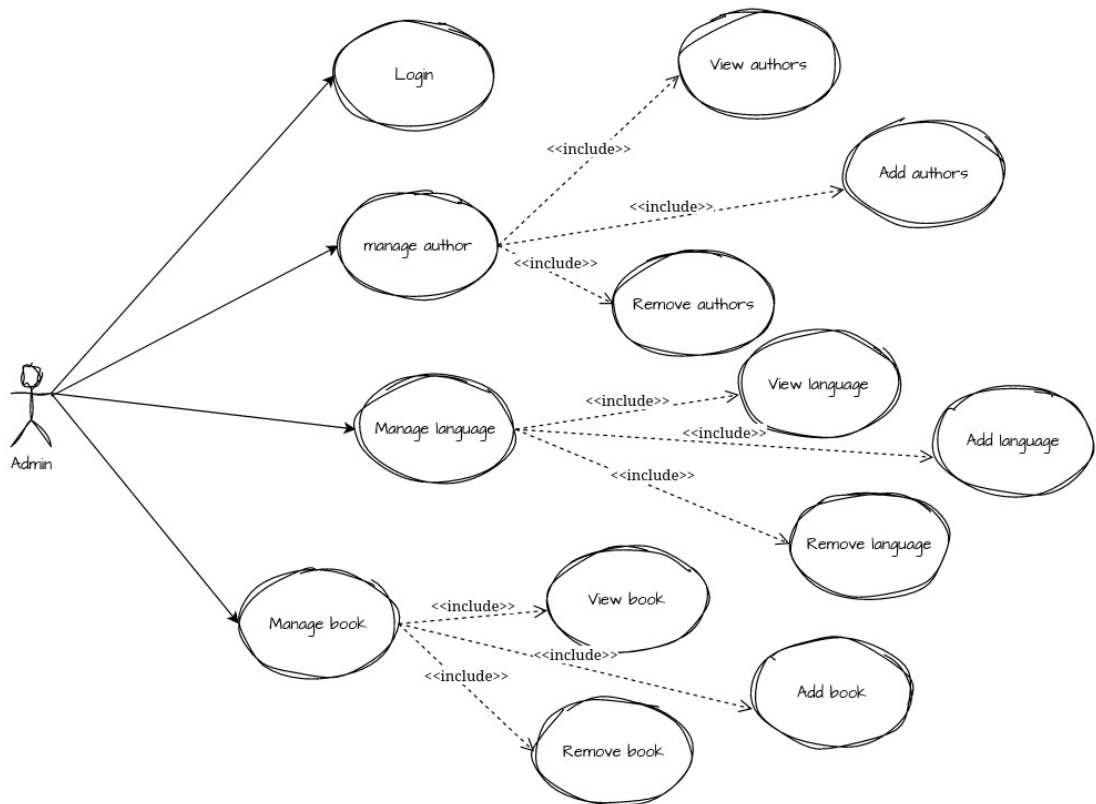 Login
View authors
<<include>>
Add authors
<<include>>
manage author
<<include>>
Remove authors
View language
<<include>>
Manage language
<<include>>
Add language
Admin
<<include>>
Remove language
View book
<<include>>
Manage book
<<include>>
Add book
<<include>>
Remove book